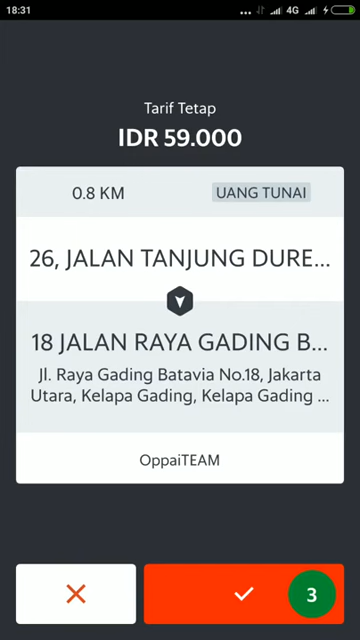 18:31
... 4G
Tarif Tetap
IDR 59.000
0.8 KM
UANG TUNAI
26, JALAN TANJUNG DURE...
18 JALAN RAYA GADING B...
Jl. Raya Gading Batavia No.18, Jakarta
Utara, Kelapa Gading, Kelapa Gading ...
OppaiTEAM
3